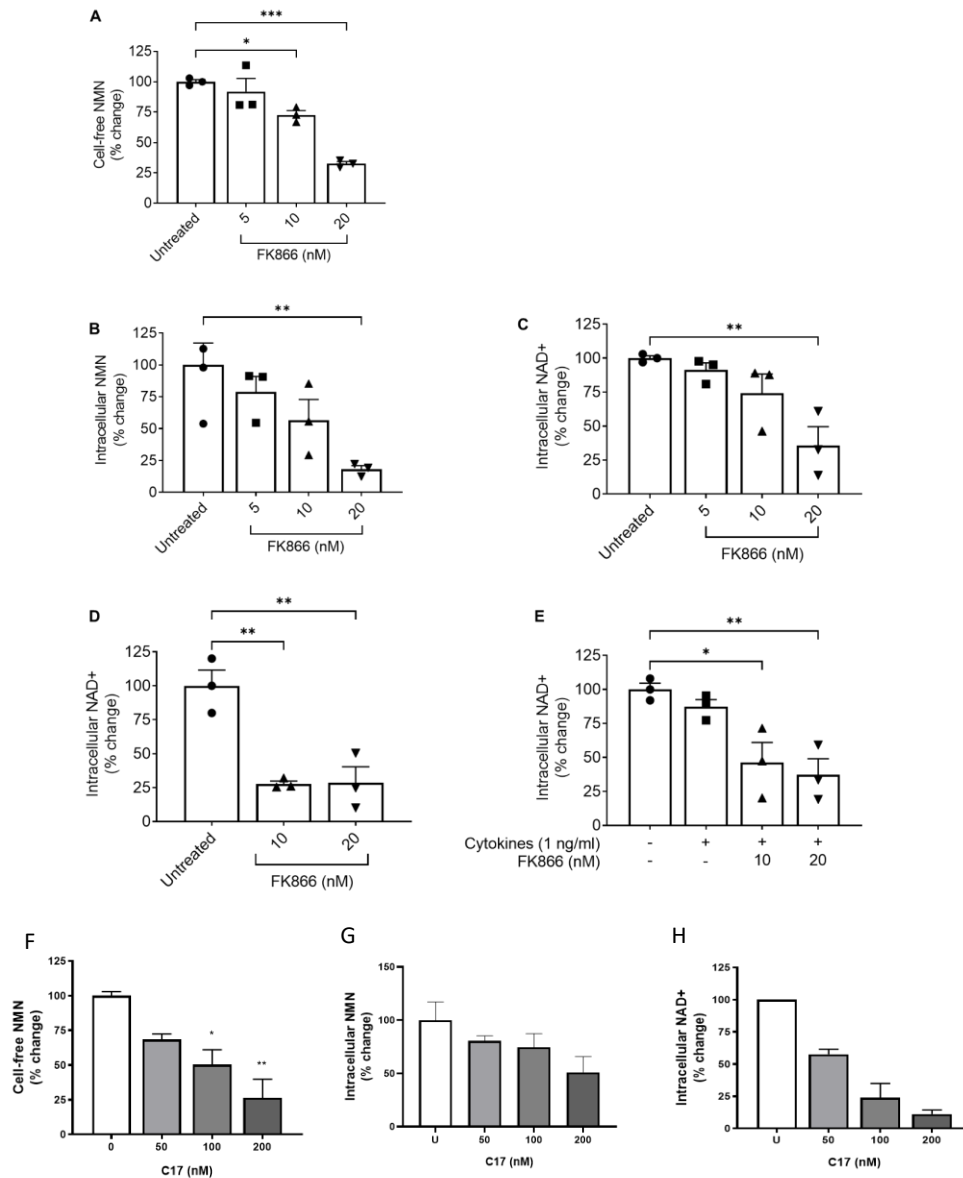 A
***
*
Cell-free NMN
(% change)
125
100
75
50
25
0
Untreated
5
10
20
FK866 (nM)
B
**
Intracellular NMN
(% change)
125
100
75
50
25
0
Untreated
5
10
20
FK866 (nM)
C
**
Intracellular NAD+
(% change)
125
100
75
50
25
0
Untreated
5
10
20
FK866 (nM)
D
**
**
Intracellular NAD+
(% change)
125
100
75
50
25
0
Untreated
10
20
FK866 (nM)
E
**
*
Intracellular NAD+
(% change)
125
100
75
50
25
0
Cytokines (1 ng/ml) - + + +
FK866 (nM) - - 10 20
F
Cell-free NMN
(% change)
125
100
75
50
25
0
*
**
0 50 100 200
C17 (nM)
G
Intracellular NMN
(% change)
150
100
50
0
U 50 100 200
C17 (nM)
H
Intracellular NAD+
(% change)
125
100
75
50
25
0
U 50 100 200
C17 (nM)